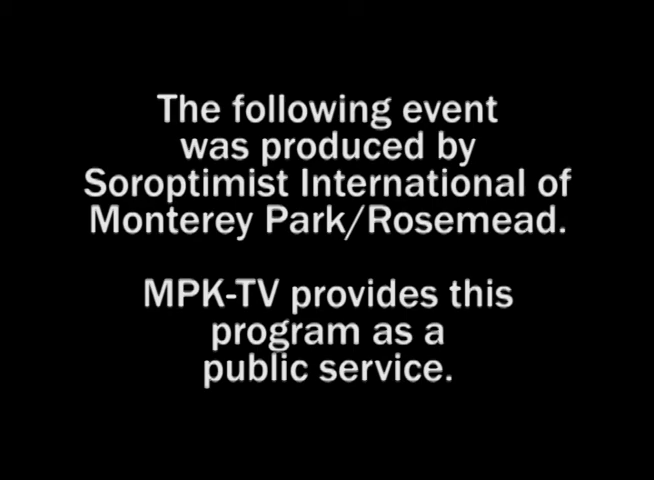 The following event
was produced by
Soroptimist International of
Monterey Park/Rosemead.
MPK-TV provides this
program as a
public service.